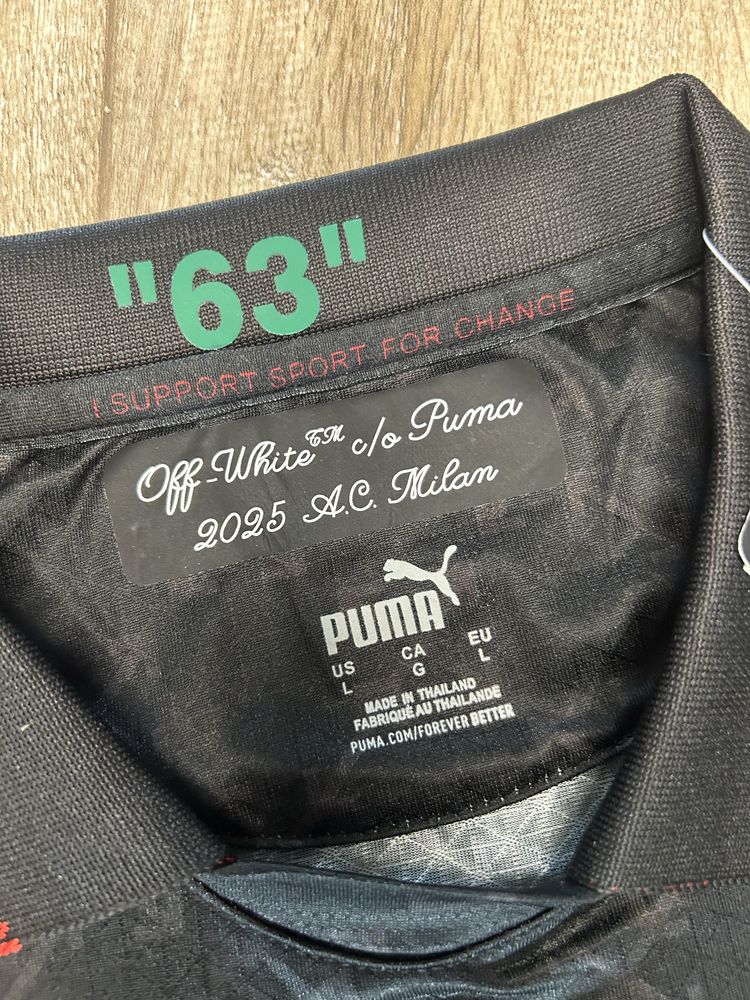 "63"
I SUPPORT SPORT FOR CHANGE
Off-White™ c/o Puma
2025 A.C. Milan
PUMA
US CA EU
L G L
MADE IN THAILAND
FABRIQUÉ AU THAILANDE
PUMA.COM/FOREVER BETTER